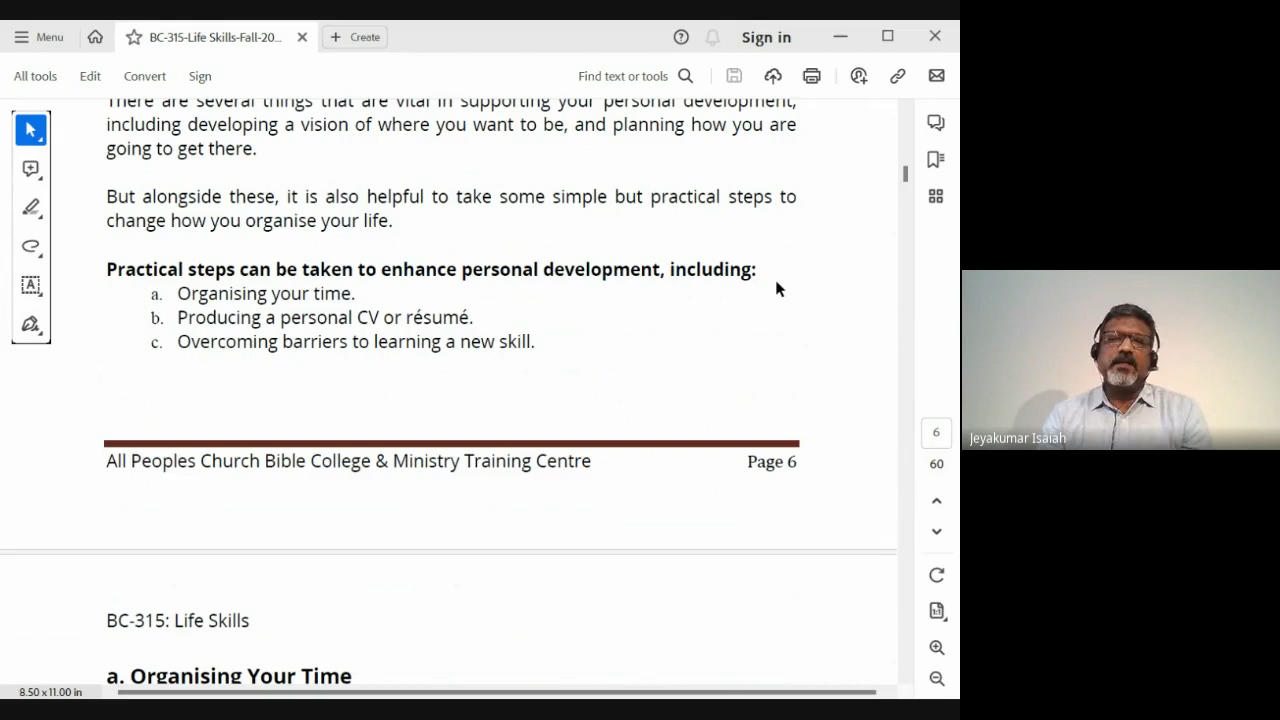 Menu
BC-315-Life Skills-Fall-20...
Create
Sign in
All tools
Edit
Convert
Sign
Find text or tools
There are several things that are vital in supporting your personal development,
including developing a vision of where you want to be, and planning how you are
going to get there.
But alongside these, it is also helpful to take some simple but practical steps to
change how you organise your life.
Practical steps can be taken to enhance personal development, including:
a. Organising your time.
b. Producing a personal CV or résumé.
c. Overcoming barriers to learning a new skill.
All Peoples Church Bible College & Ministry Training Centre Page 6
BC-315: Life Skills
a. Organising Your Time
8.50 x 11.00 in
6
60
1:1
Jeyakumar Isaiah